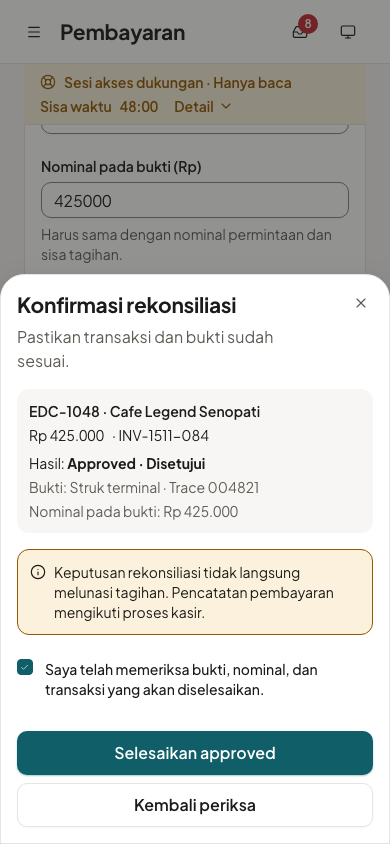 Pembayaran
8
Sesi akses dukungan · Hanya baca
Sisa waktu 48:00 Detail
Nominal pada bukti (Rp)
425000
Harus sama dengan nominal permintaan dan
sisa tagihan.
Konfirmasi rekonsiliasi
Pastikan transaksi dan bukti sudah
sesuai.
EDC-1048 · Cafe Legend Senopati
Rp 425.000 · INV-1511-084
Hasil: Approved · Disetujui
Bukti: Struk terminal · Trace 004821
Nominal pada bukti: Rp 425.000
Keputusan rekonsiliasi tidak langsung
melunasi tagihan. Pencatatan pembayaran
mengikuti proses kasir.
Saya telah memeriksa bukti, nominal, dan
transaksi yang akan diselesaikan.
Selesaikan approved
Kembali periksa